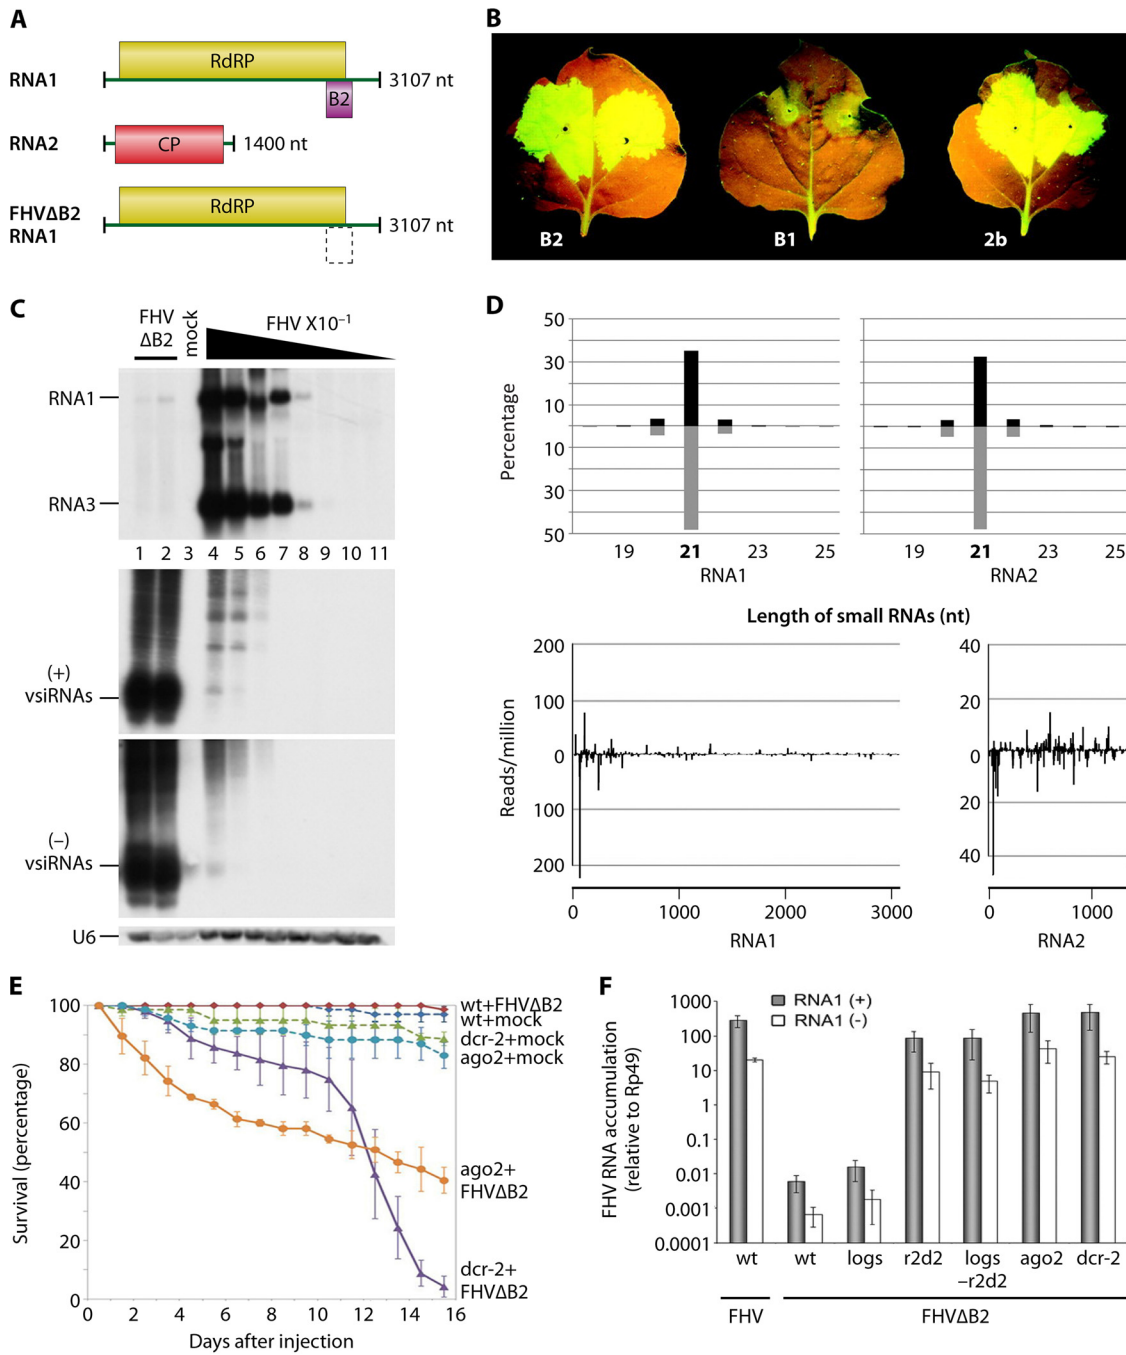 A
RdRP
RNA1
3107 nt
B2
RNA2
CP
1400 nt
RdRP
FHVΔB2
RNA1
3107 nt
B
B2
B1
2b
C
FHV
ΔB2
mock
FHV X10⁻¹
RNA1
RNA3
1 2 3 4 5 6 7 8 9 10 11
(+)
vsiRNAs
(–)
vsiRNAs
U6
D
50
30
10
10
30
50
Percentage
19 21 23 25
RNA1
19 21 23 25
RNA2
Length of small RNAs (nt)
200
100
0
100
200
Reads/million
0 1000 2000 3000
RNA1
40
20
0
20
40
0 1000
RNA2
E
100
80
60
40
20
0
Survival (percentage)
0 2 4 6 8 10 12 14 16
Days after injection
wt+FHVΔB2
wt+mock
dcr-2+mock
ago2+mock
ago2+
FHVΔB2
dcr-2+
FHVΔB2
F
RNA1 (+)
RNA1 (-)
1000
100
10
1
0.1
0.01
0.001
0.0001
FHV RNA accumulation
(relative to Rp49)
wt wt logs r2d2 logs ago2 dcr-2
–r2d2
FHV FHVΔB2